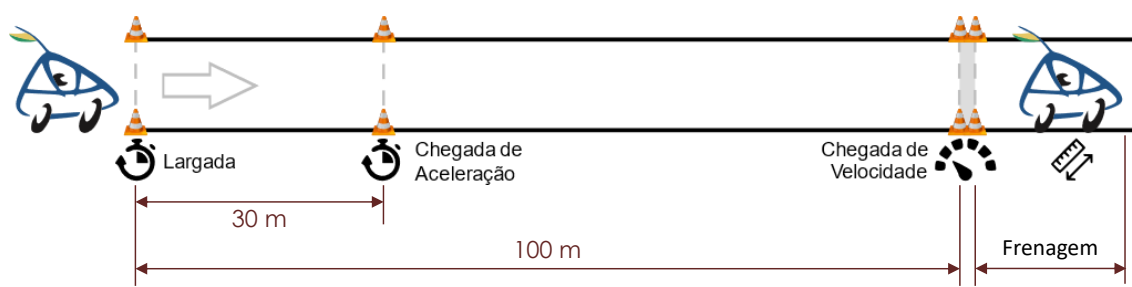 Largada
Chegada de
Aceleração
Chegada de
Velocidade
30 m
100 m
Frenagem